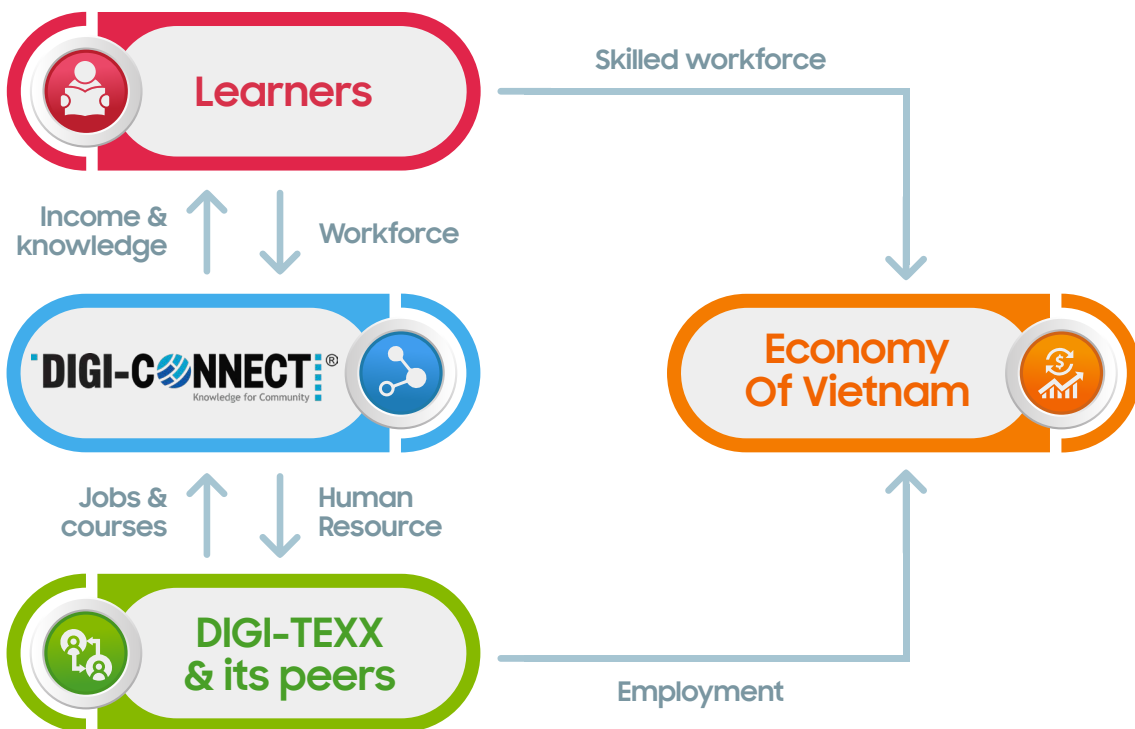 Learners
Skilled workforce
Income &
knowledge
Workforce
DIGI-CONNECT®
Knowledge for Community
Economy
Of Vietnam
Jobs &
courses
Human
Resource
DIGI-TEXX
& its peers
Employment